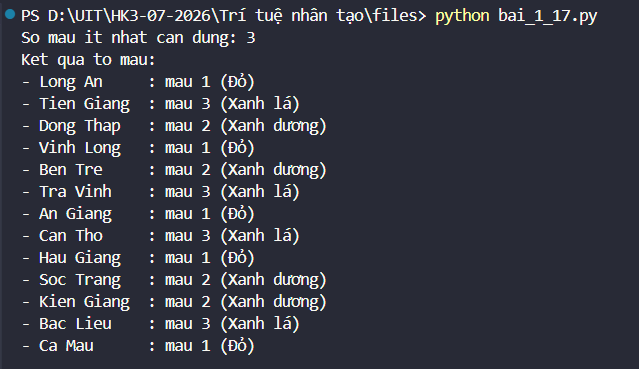 PS D:\UIT\HK3-07-2026\Trí tuệ nhân tạo\files> python bai_1_17.py
So mau it nhat can dung: 3
Ket qua to mau:
- Long An     : mau 1 (Đỏ)
- Tien Giang  : mau 3 (Xanh lá)
- Dong Thap   : mau 2 (Xanh dương)
- Vinh Long   : mau 1 (Đỏ)
- Ben Tre     : mau 2 (Xanh dương)
- Tra Vinh    : mau 3 (Xanh lá)
- An Giang    : mau 1 (Đỏ)
- Can Tho     : mau 3 (Xanh lá)
- Hau Giang   : mau 1 (Đỏ)
- Soc Trang   : mau 2 (Xanh dương)
- Kien Giang  : mau 2 (Xanh dương)
- Bac Lieu    : mau 3 (Xanh lá)
- Ca Mau      : mau 1 (Đỏ)